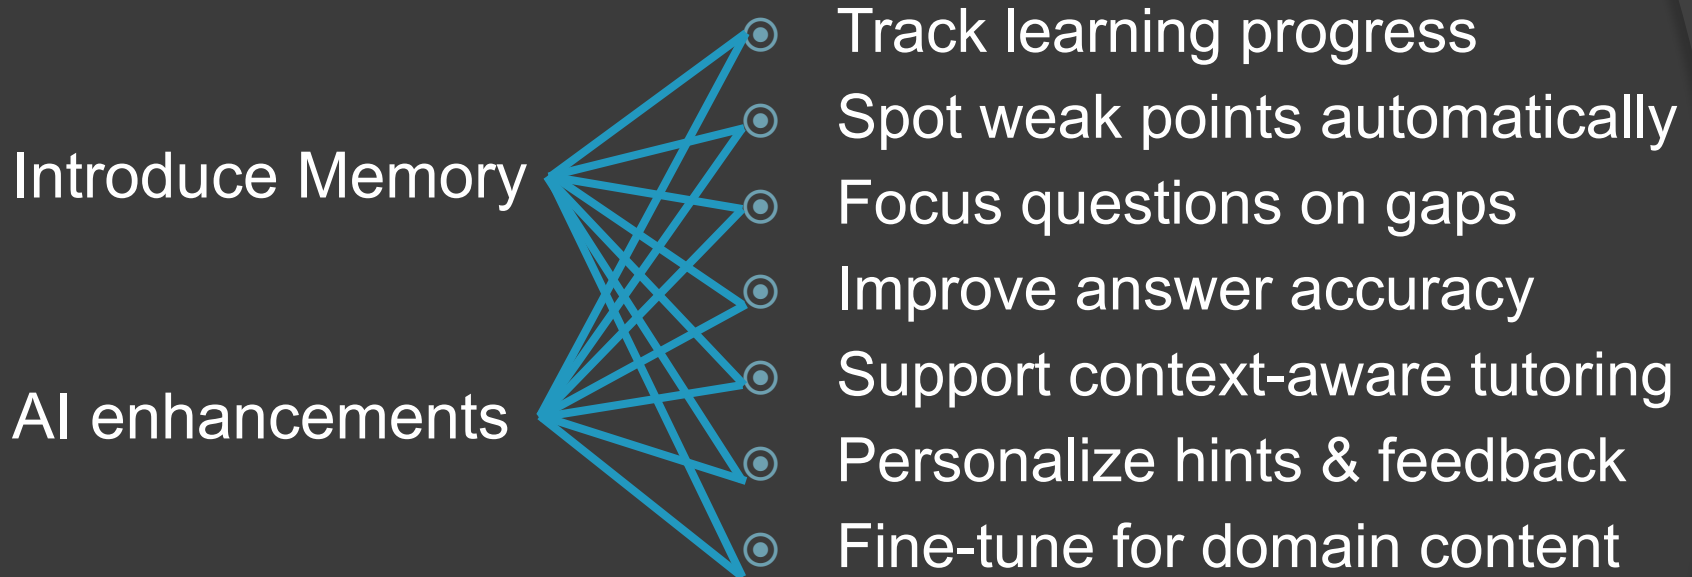 Introduce Memory
AI enhancements
Track learning progress
Spot weak points automatically
Focus questions on gaps
Improve answer accuracy
Support context-aware tutoring
Personalize hints & feedback
Fine-tune for domain content